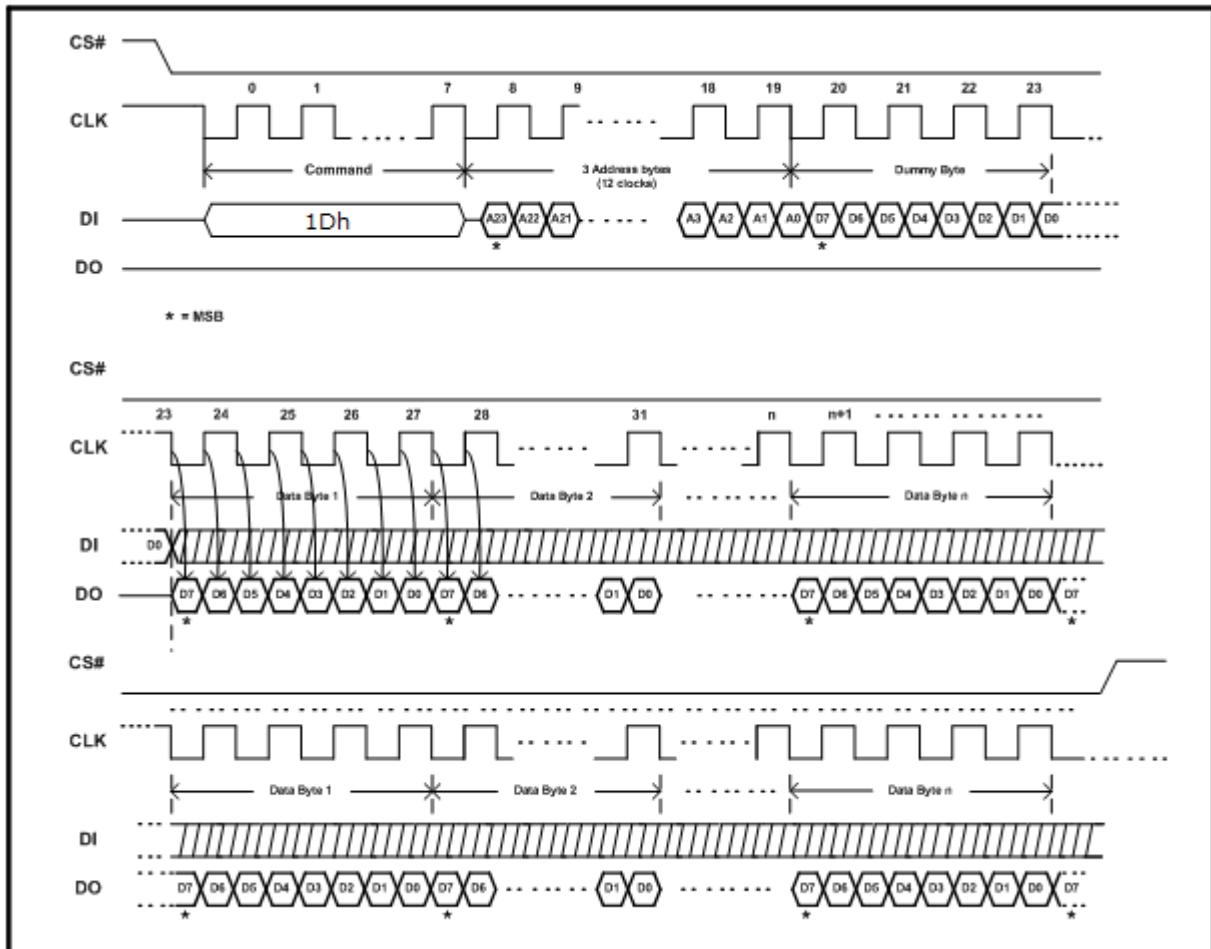 CS#
0 1 7 8 9 18 19 20 21 22 23
CLK
Command 3 Address bytes (12 clocks) Dummy Byte
DI 1Dh A23 A22 A21 A3 A2 A1 A0 D7 D6 D5 D4 D3 D2 D1 D0
* *
DO
* = MSB
CS#
23 24 25 26 27 28 31 n n+1
CLK
Data Byte 1 Data Byte 2 Data Byte n
DI D0
DO D7 D6 D5 D4 D3 D2 D1 D0 D7 D6 D1 D0 D7 D6 D5 D4 D3 D2 D1 D0 D7
* * * *
CS#
CLK
Data Byte 1 Data Byte 2 Data Byte n
DI
DO D7 D6 D5 D4 D3 D2 D1 D0 D7 D6 D1 D0 D7 D6 D5 D4 D3 D2 D1 D0 D7
* * * *